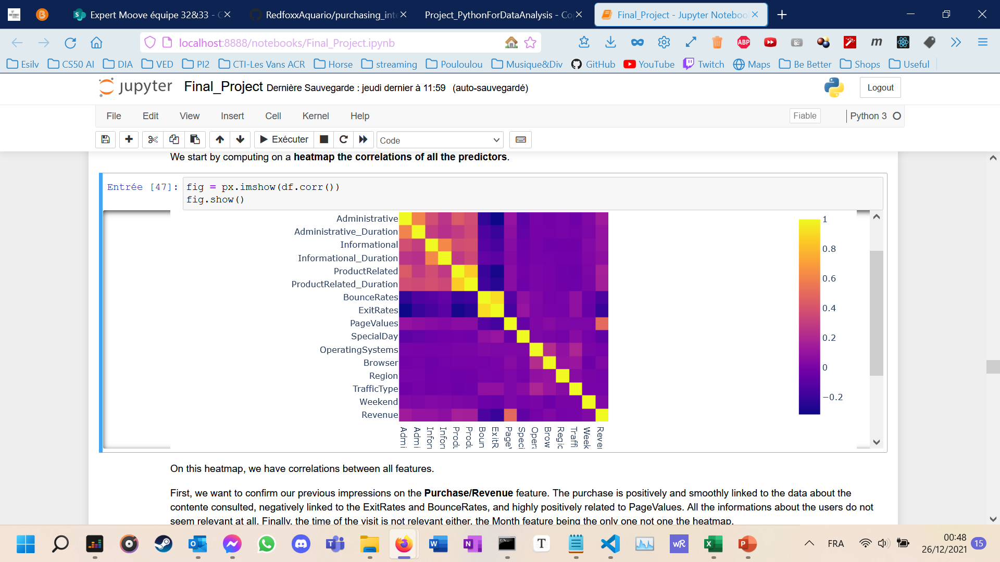 Expert Moove équipe 32&33 -
RedfoxxAquario/purchasing_inte
Project_PythonForDataAnalysis - Co
Final_Project - Jupyter Notebook
localhost:8888/notebooks/Final_Project.ipynb
ABP
m
Esilv CS50 AI DIA VED PI2 CTI-Les Vans ACR Horse streaming Pouloulou Musique&Div GitHub YouTube Twitch Maps Be Better Shops Useful
jupyter Final_Project Dernière Sauvegarde : jeudi dernier à 11:59 (auto-sauvegardé)
Logout
File Edit View Insert Cell Kernel Help
Fiable Python 3
Exécuter Code
We start by computing on a heatmap the correlations of all the predictors.
Entrée [47]: fig = px.imshow(df.corr())
fig.show()
Administrative
Administrative_Duration
Informational
Informational_Duration
ProductRelated
ProductRelated_Duration
BounceRates
ExitRates
PageValues
SpecialDay
OperatingSystems
Browser
Region
TrafficType
Weekend
Revenue
Admi
Admi
Infor
Infor
Produ
Produ
Boun
ExitR
Page
Speci
Opera
Brow
Regic
Traffi
Week
Reve
1
0.8
0.6
0.4
0.2
0
−0.2
On this heatmap, we have correlations between all features.
First, we want to confirm our previous impressions on the Purchase/Revenue feature. The purchase is positively and smoothly linked to the data about the
contente consulted, negatively linked to the ExitRates and BounceRates, and highly positively related to PageValues. All the informations about the users do not
seem relevant at all. Finally, the time of the visit is not relevant either, the Month feature being the only one not one the heatmap.
FRA
00:48
26/12/2021
15